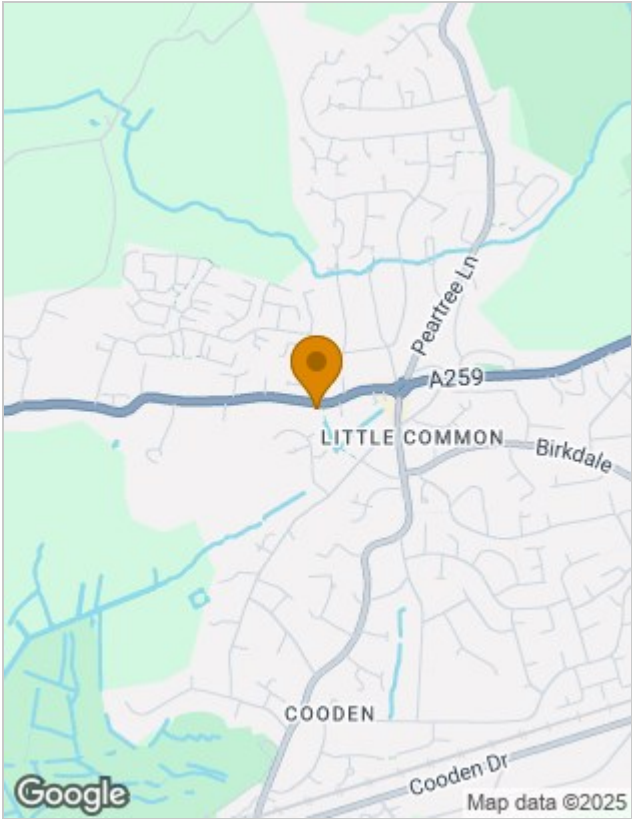 Peartree Ln
A259
LITTLE COMMON
Birkdale
COODEN
Cooden Dr
Google
Map data ©2025